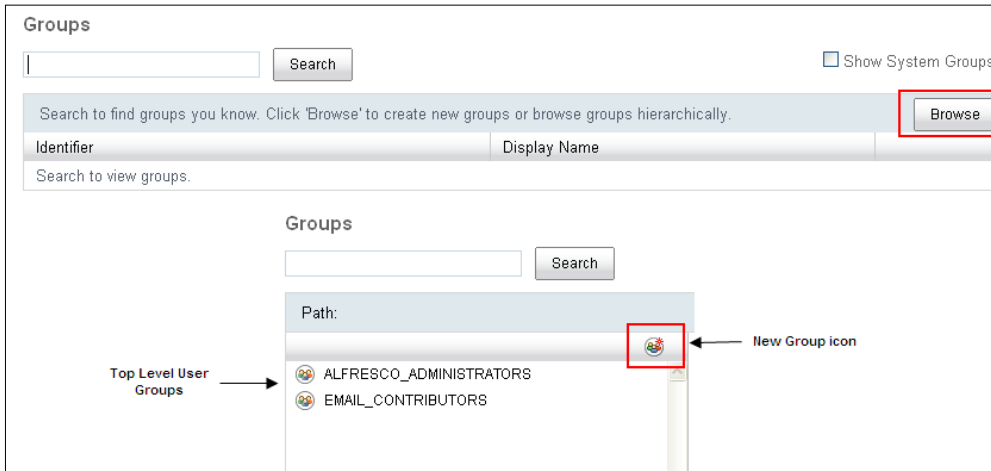 Groups
Search
Show System Groups
Search to find groups you know. Click 'Browse' to create new groups or browse groups hierarchically.
Browse
Identifier Display Name
Search to view groups.
Groups
Search
Path:
New Group icon
Top Level User
Groups
ALFRESCO_ADMINISTRATORS
EMAIL_CONTRIBUTORS